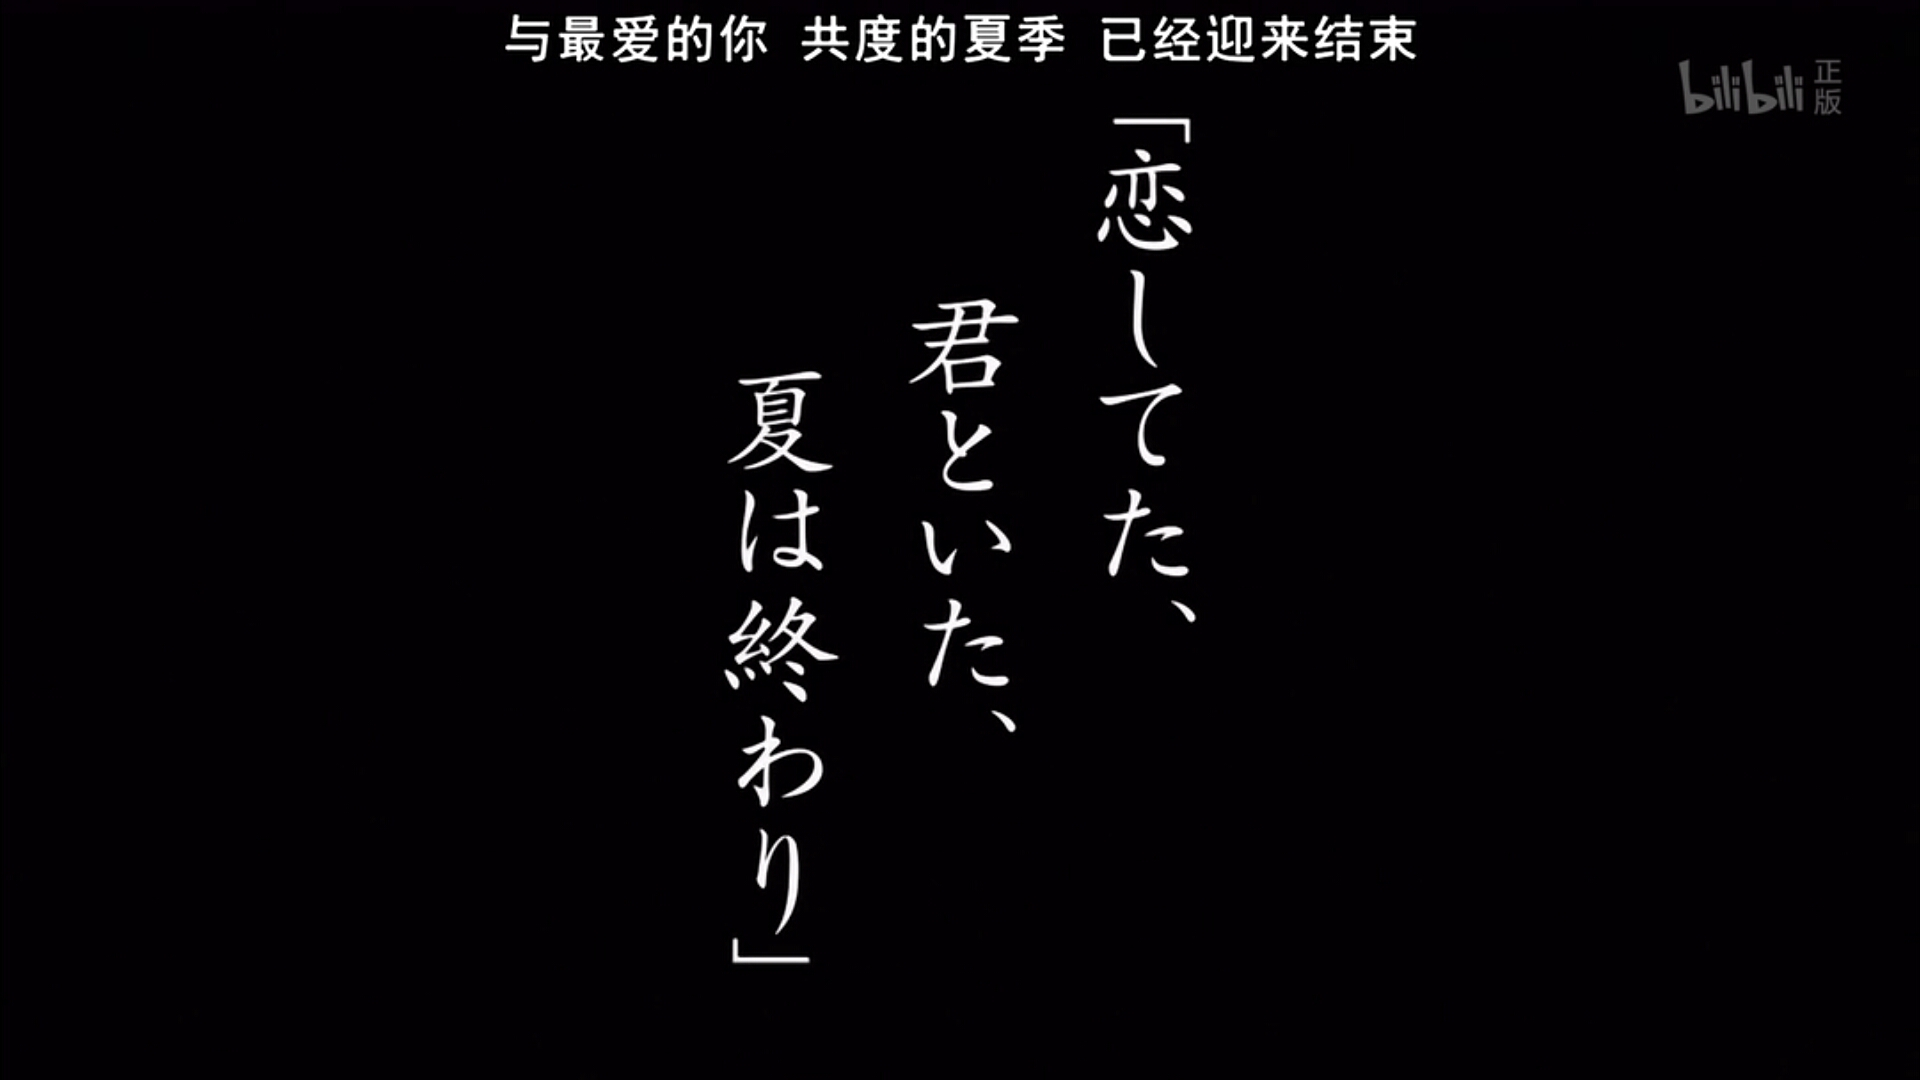 与最爱的你 共度的夏季 已经迎来结束
bilibili 正版
「恋してた、
君といた、
夏は終わり」